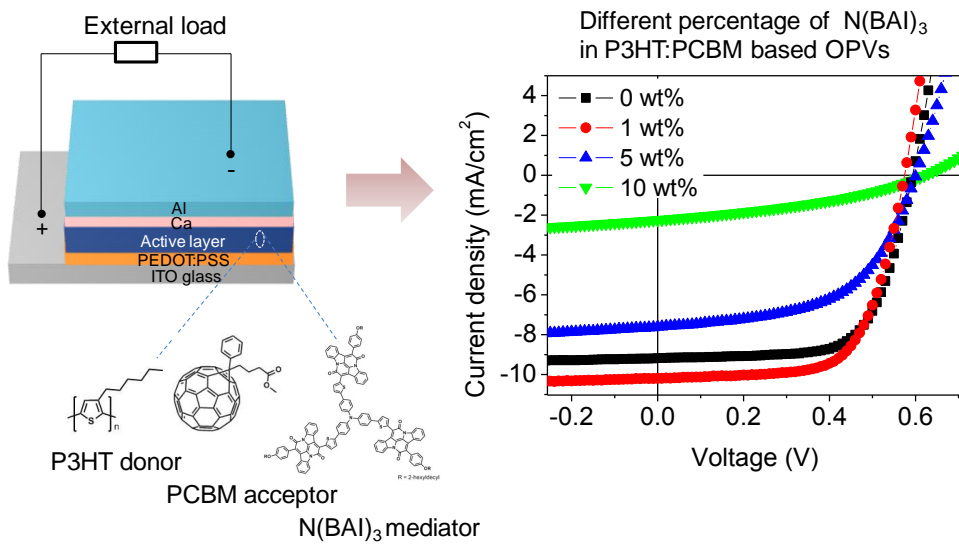 External load
-
+
Al
Ca
Active layer
PEDOT:PSS
ITO glass
S
n
P3HT donor
O
O
PCBM acceptor
R = 2-hexyldecyl
N(BAI)3 mediator
Different percentage of N(BAI)3
in P3HT:PCBM based OPVs
0 wt%
1 wt%
5 wt%
10 wt%
4
2
0
-2
-4
-6
-8
-10
Current density (mA/cm2)
-0.2
0.0
0.2
0.4
0.6
Voltage (V)